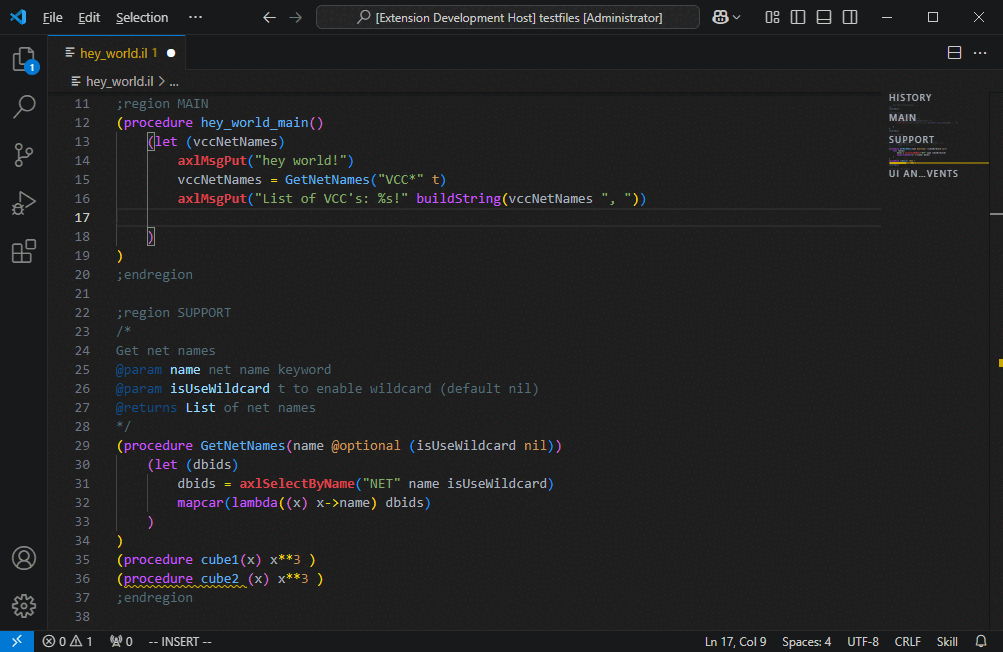 File Edit Selection ··· [Extension Development Host] testfiles [Administrator]
hey_world.il 1
hey_world.il > ...
11 ;region MAIN
12 (procedure hey_world_main()
13 (let (vccNetNames)
14 axlMsgPut("hey world!")
15 vccNetNames = GetNetNames("VCC*" t)
16 axlMsgPut("List of VCC's: %s!" buildString(vccNetNames ", "))
17
18 )
19 )
20 ;endregion
21
22 ;region SUPPORT
23 /*
24 Get net names
25 @param name net name keyword
26 @param isUseWildcard t to enable wildcard (default nil)
27 @returns List of net names
28 */
29 (procedure GetNetNames(name @optional (isUseWildcard nil))
30 (let (dbids)
31 dbids = axlSelectByName("NET" name isUseWildcard)
32 mapcar(lambda((x) x->name) dbids)
33 )
34 )
35 (procedure cube1(x) x**3 )
36 (procedure cube2 (x) x**3 )
37 ;endregion
38
HISTORY
MAIN
SUPPORT
UI AN...VENTS
1
0 1 0 -- INSERT -- Ln 17, Col 9 Spaces: 4 UTF-8 CRLF Skill